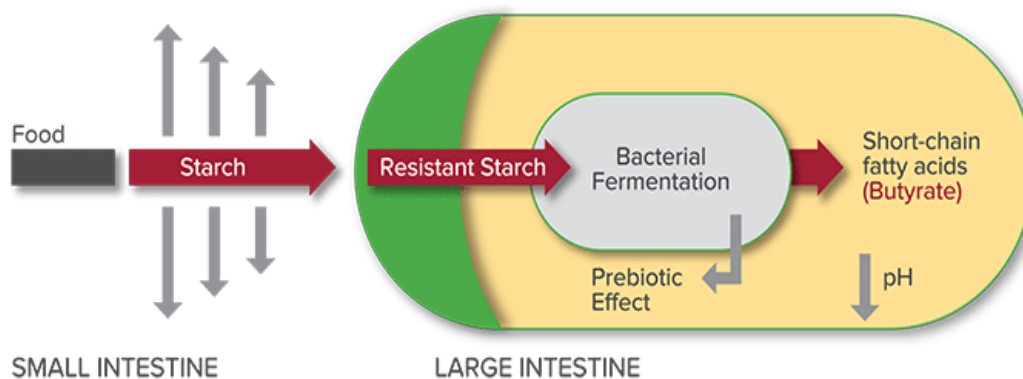 Food
Starch
Resistant Starch
Bacterial
Fermentation
Short-chain
fatty acids
(Butyrate)
Prebiotic
Effect
pH
SMALL INTESTINE
LARGE INTESTINE